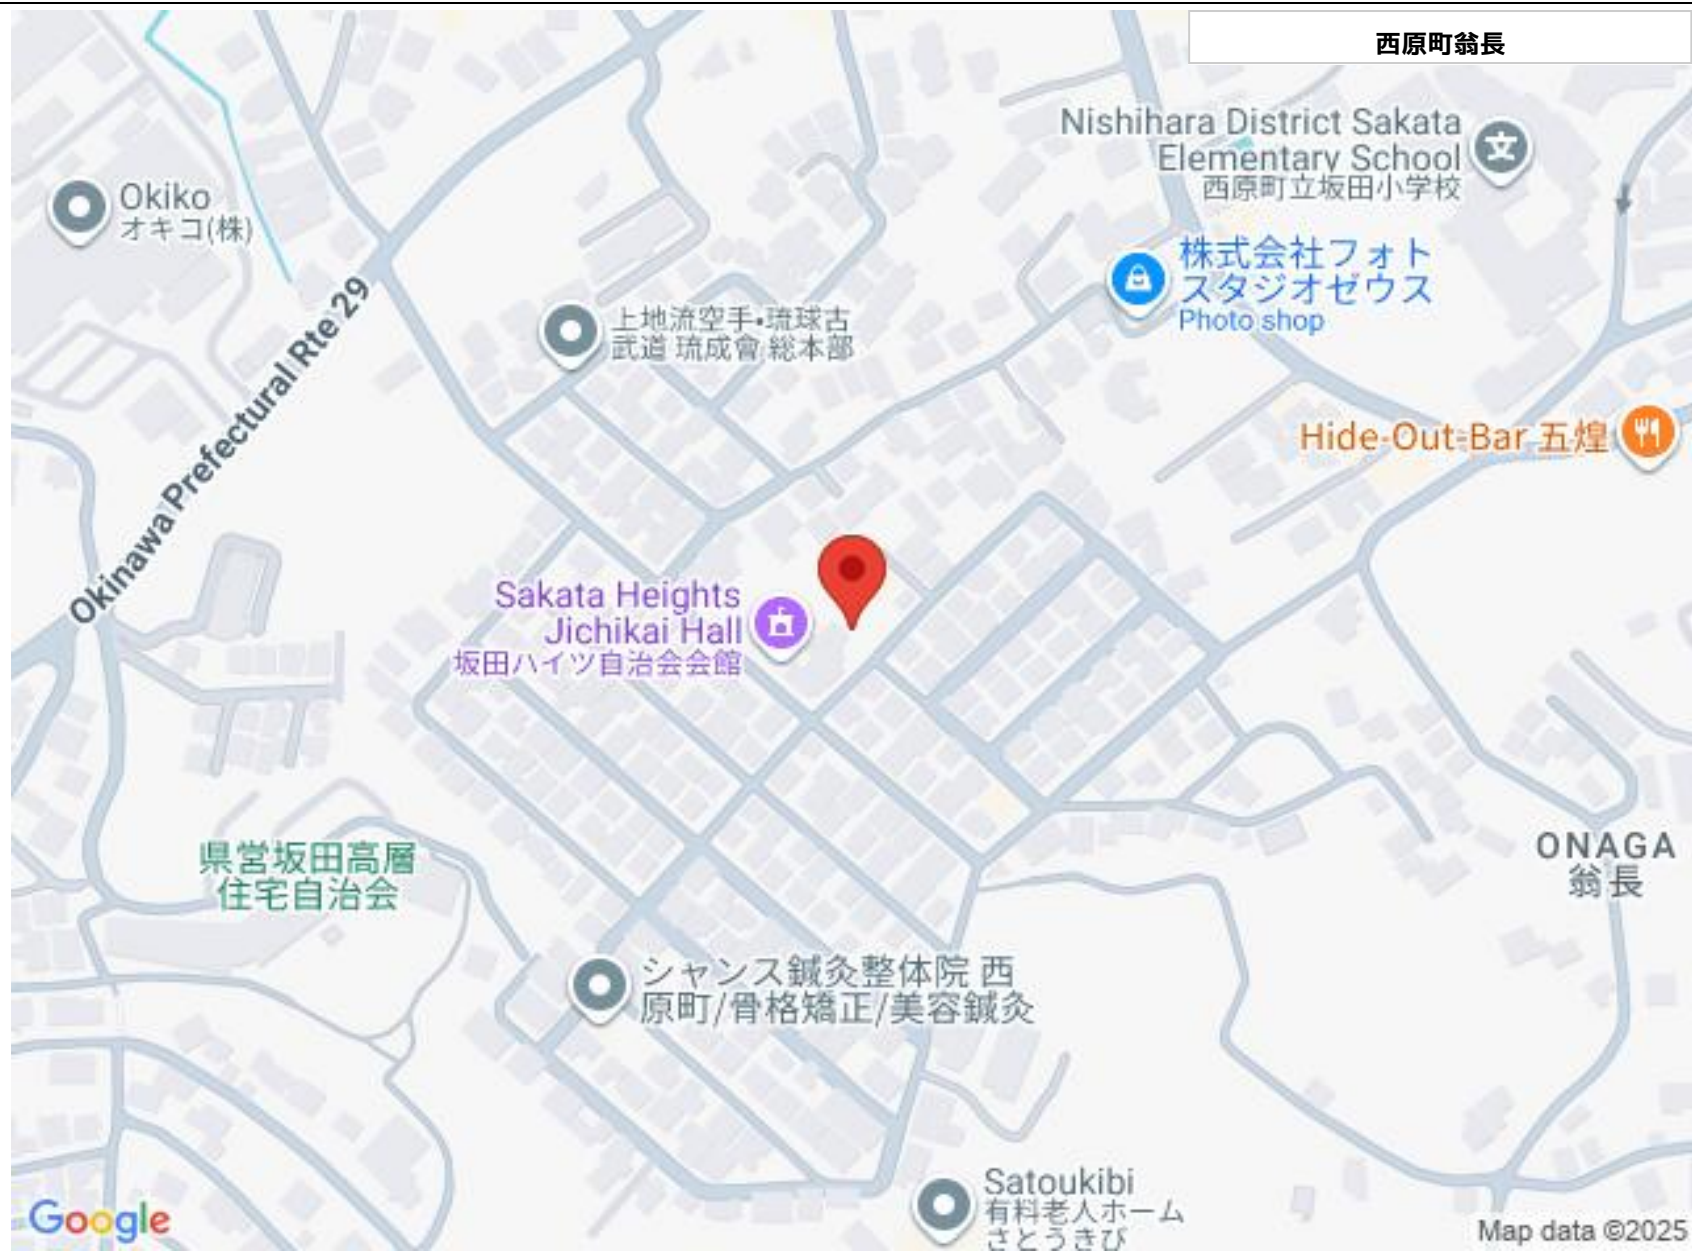 西原町翁長
Nishihara District Sakata
Elementary School
西原町立坂田小学校
Okiko
オキコ(株)
株式会社フォト
スタジオゼウス
Photo shop
Okinawa Prefectural Rte 29
上地流空手•琉球古
武道 琉成會 総本部
Hide-Out-Bar 五煌
Sakata Heights
Jichikai Hall
坂田ハイツ自治会会館
県営坂田高層
住宅自治会
ONAGA
翁長
シャンス鍼灸整体院 西
原町/骨格矯正/美容鍼灸
Satoukibi
有料老人ホーム
さとうきび
Google
Map data ©2025